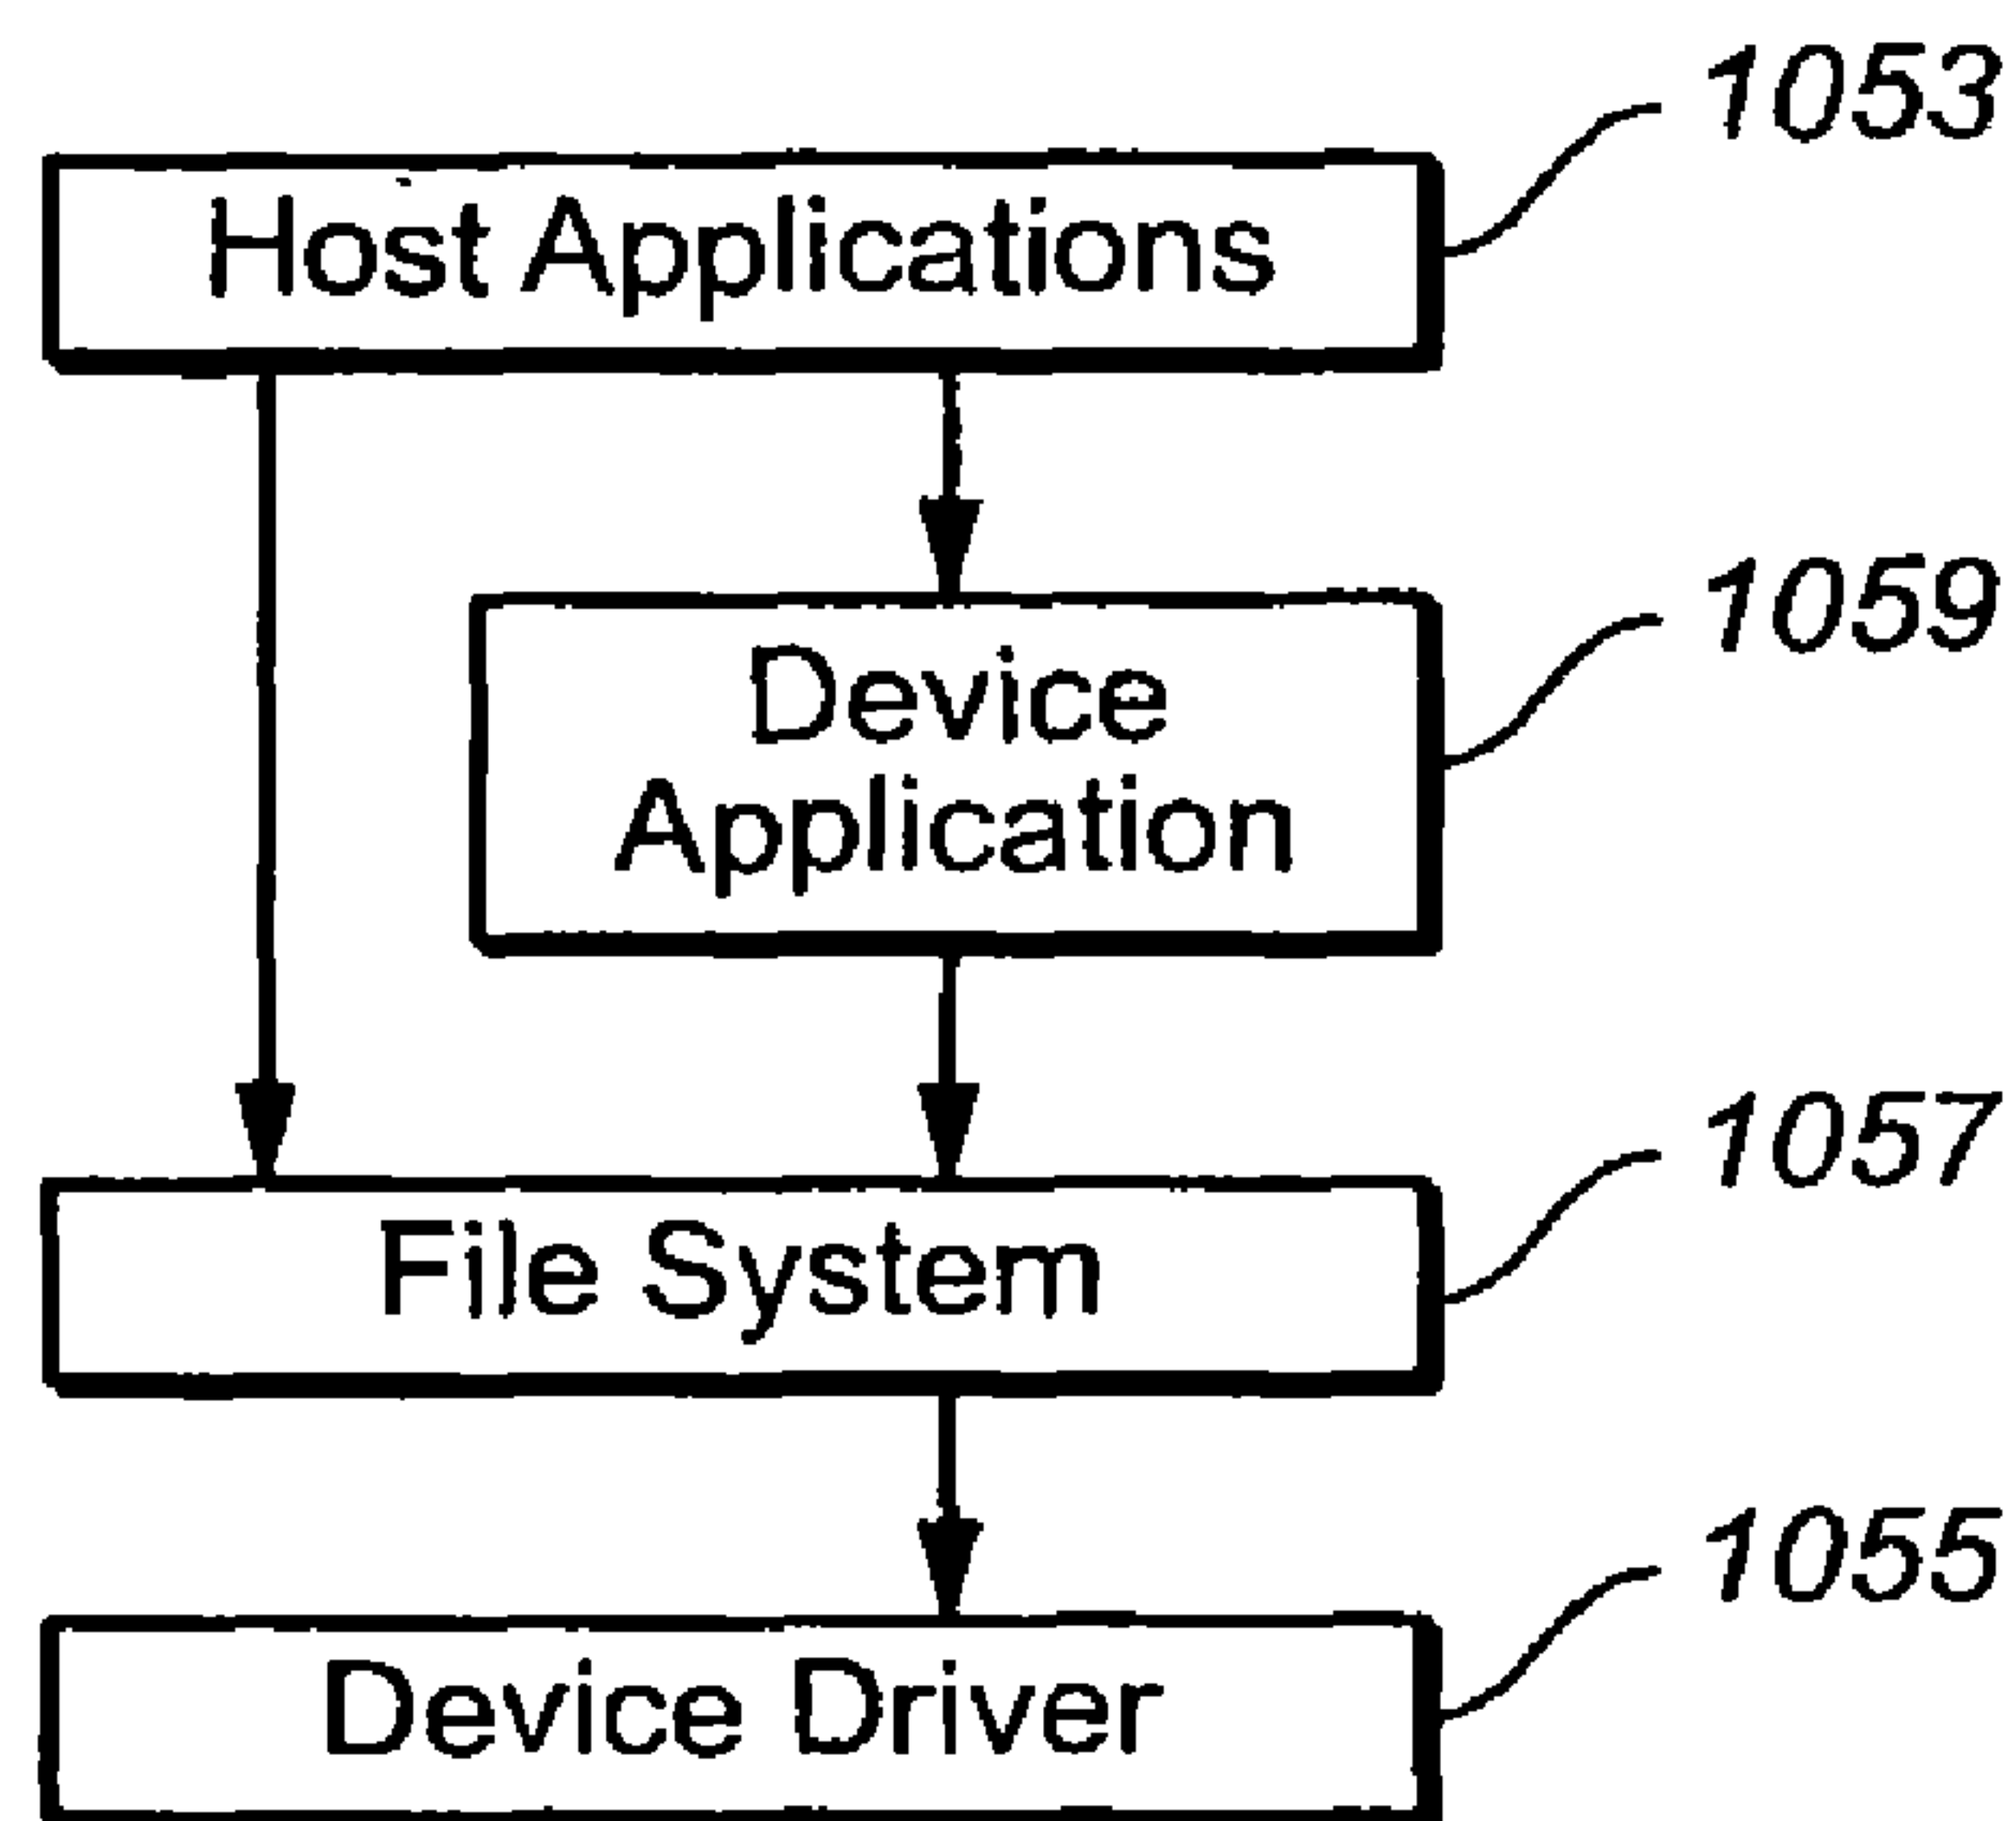 1053
Host Applications
1059
Device
Application
1057
File System
1055
Device Driver